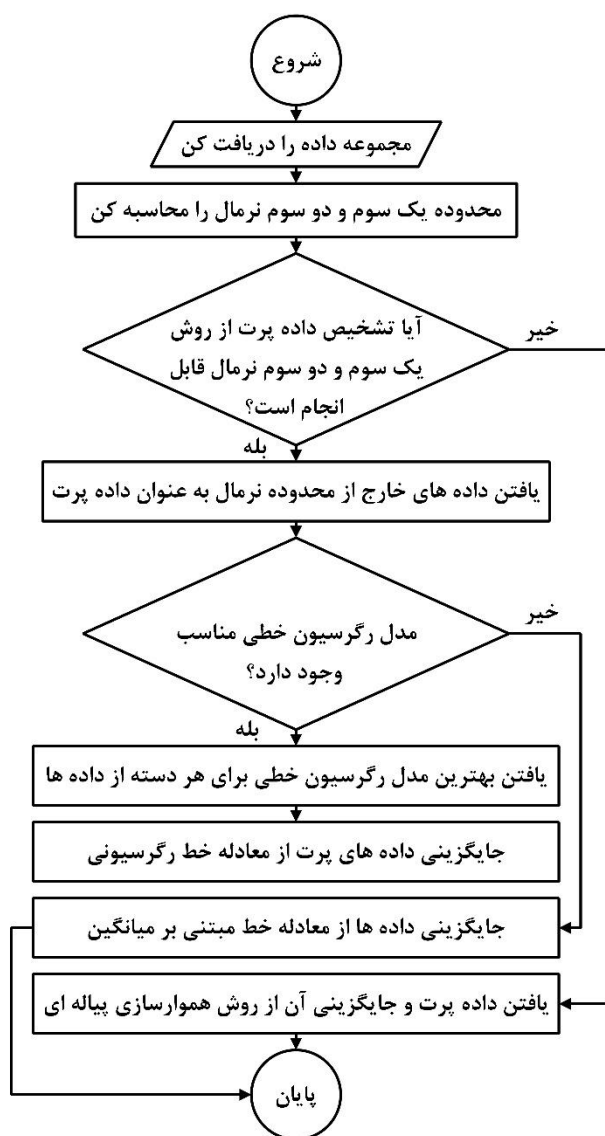 شروع
مجموعه داده را دریافت کن
محدوده یک سوم و دو سوم نرمال را محاسبه کن
آیا تشخیص داده پرت از روش
یک سوم و دو سوم نرمال قابل
انجام است؟
خیر
بله
یافتن داده های خارج از محدوده نرمال به عنوان داده پرت
مدل رگرسیون خطی مناسب
وجود دارد؟
خیر
بله
یافتن بهترین مدل رگرسیون خطی برای هر دسته از داده ها
جایگزینی داده های پرت از معادله خط رگرسیونی
جایگزینی داده ها از معادله خط مبتنی بر میانگین
یافتن داده پرت و جایگزینی آن از روش هموارسازی پیاله ای
پایان